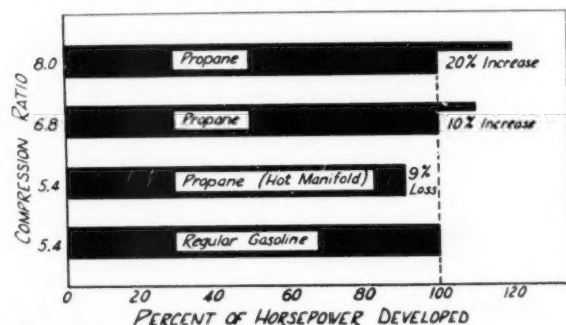 COMPRESSION RATIO
8.0
Propane
20% Increase
6.8
Propane
10% Increase
5.4
Propane (Hot Manifold)
9%
Loss
5.4
Regular Gasoline
0 20 40 60 80 100 120
PERCENT OF HORSEPOWER DEVELOPED